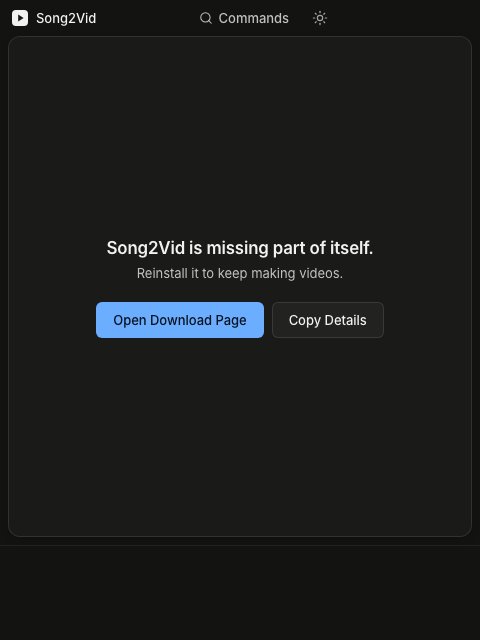 Song2Vid
Commands
Song2Vid is missing part of itself.
Reinstall it to keep making videos.
Open Download Page
Copy Details